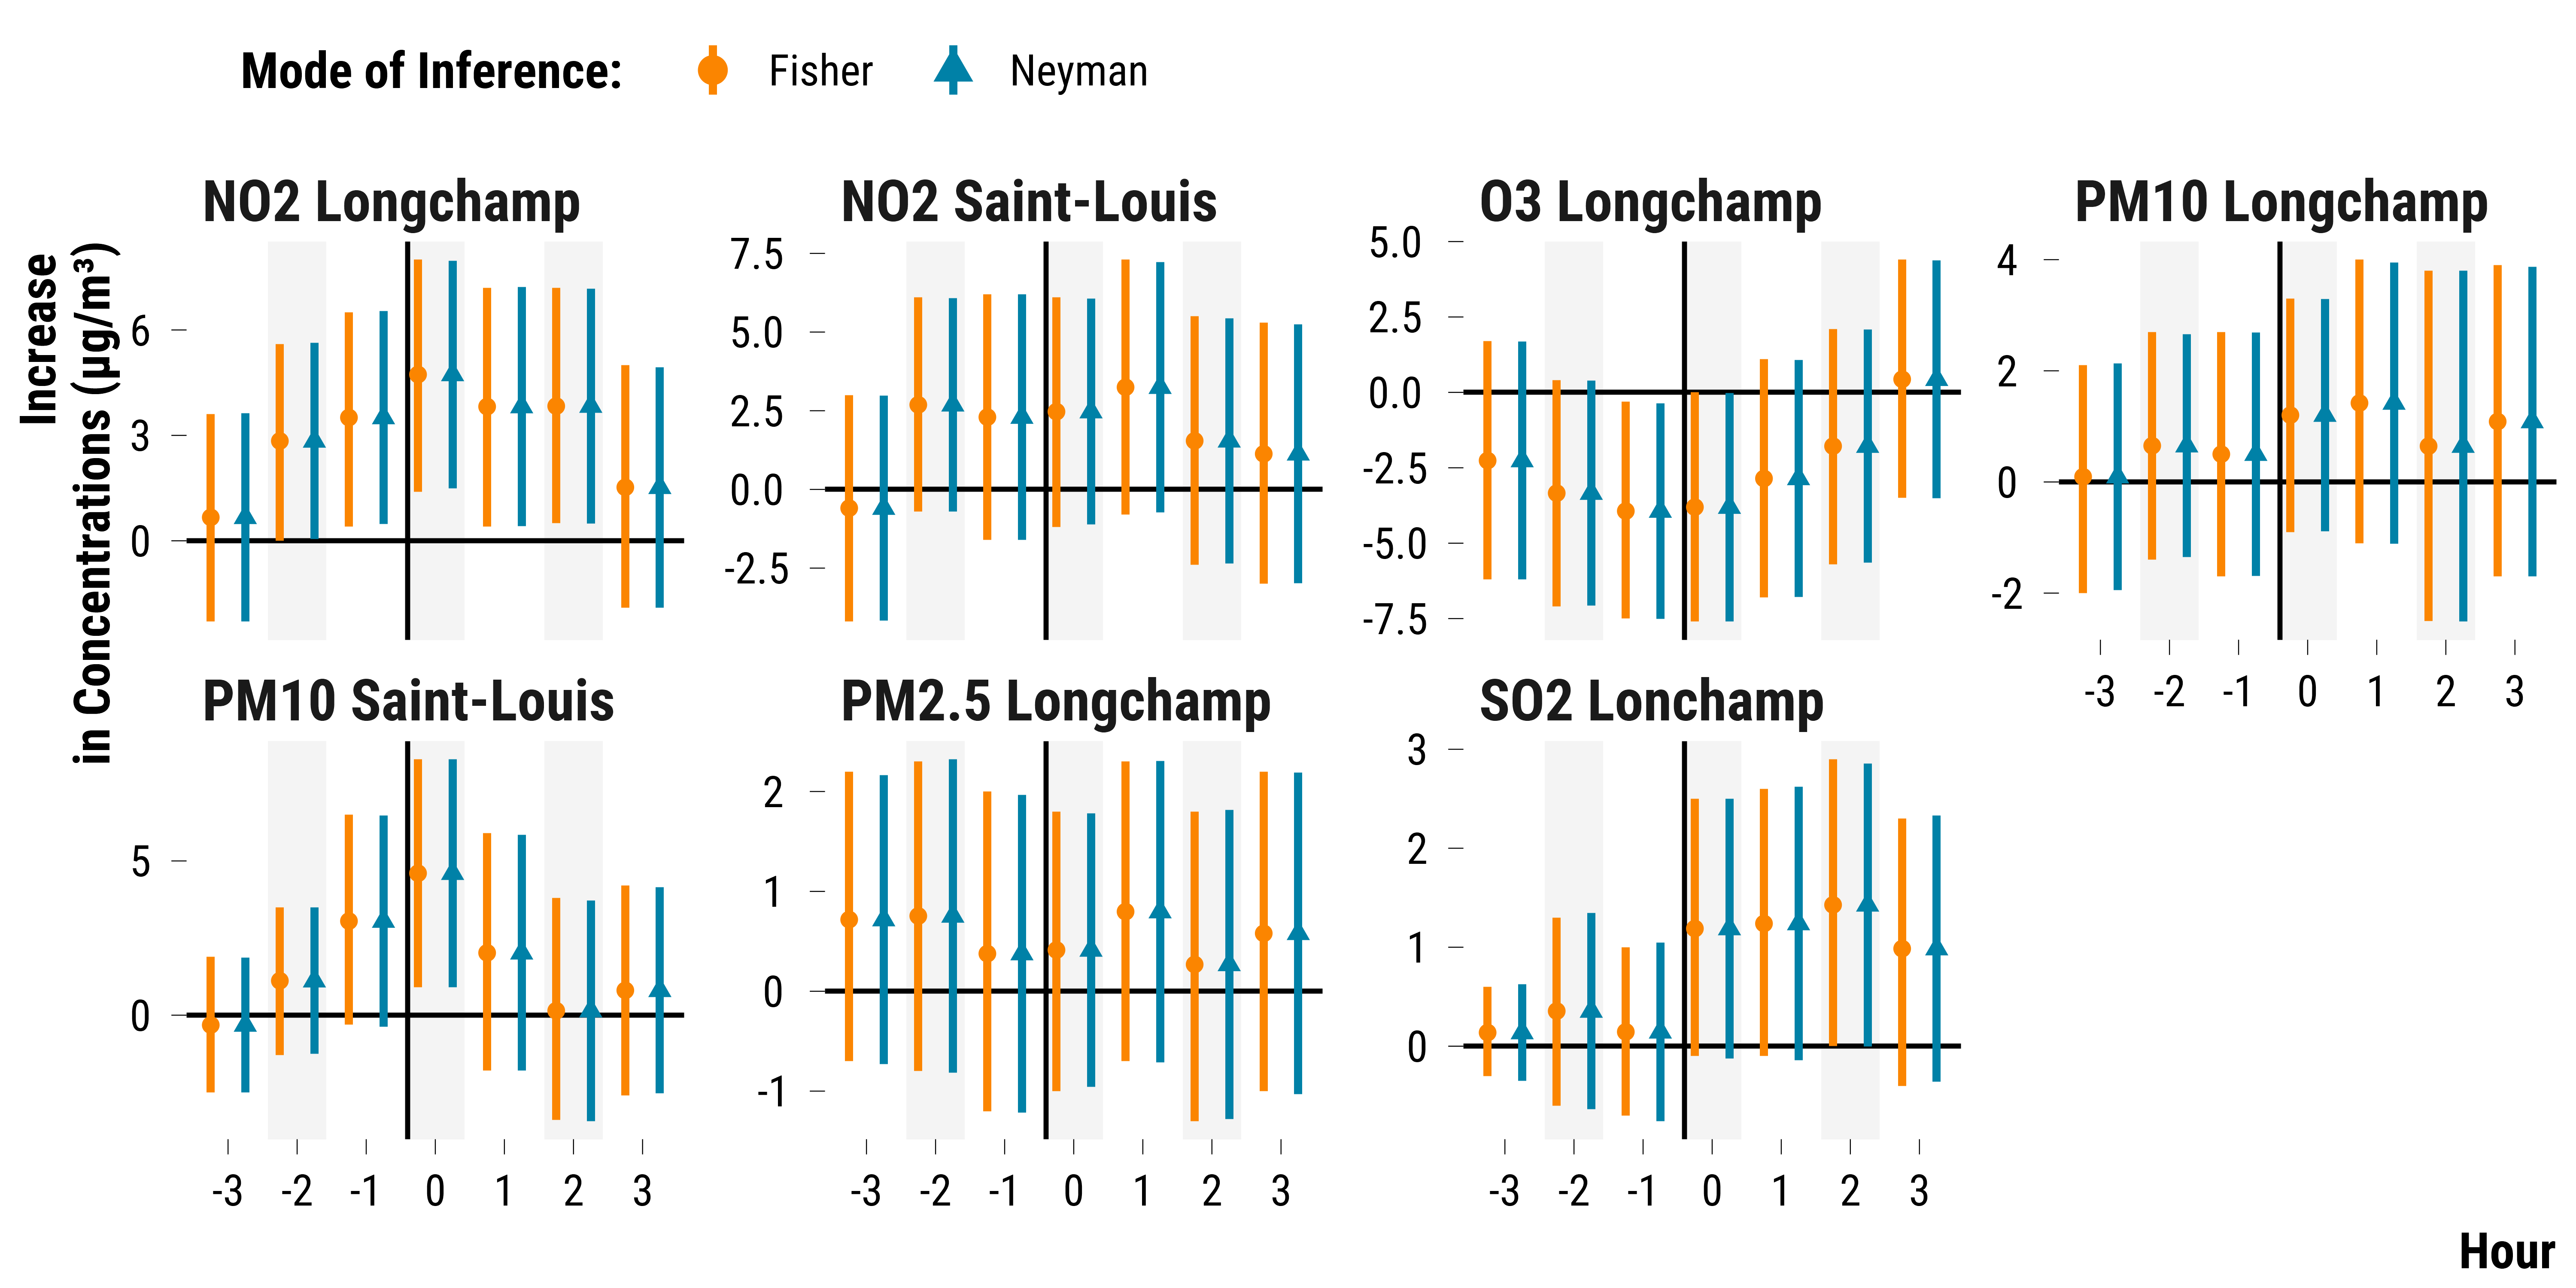 Mode of Inference: Fisher Neyman
Increase
in Concentrations (µg/m³)
NO2 Longchamp
6
3
0
NO2 Saint-Louis
7.5
5.0
2.5
0.0
-2.5
O3 Longchamp
5.0
2.5
0.0
-2.5
-5.0
-7.5
PM10 Longchamp
4
2
0
-2
-3 -2 -1 0 1 2 3
PM10 Saint-Louis
5
0
-3 -2 -1 0 1 2 3
PM2.5 Longchamp
2
1
0
-1
-3 -2 -1 0 1 2 3
SO2 Lonchamp
3
2
1
0
-3 -2 -1 0 1 2 3
Hour